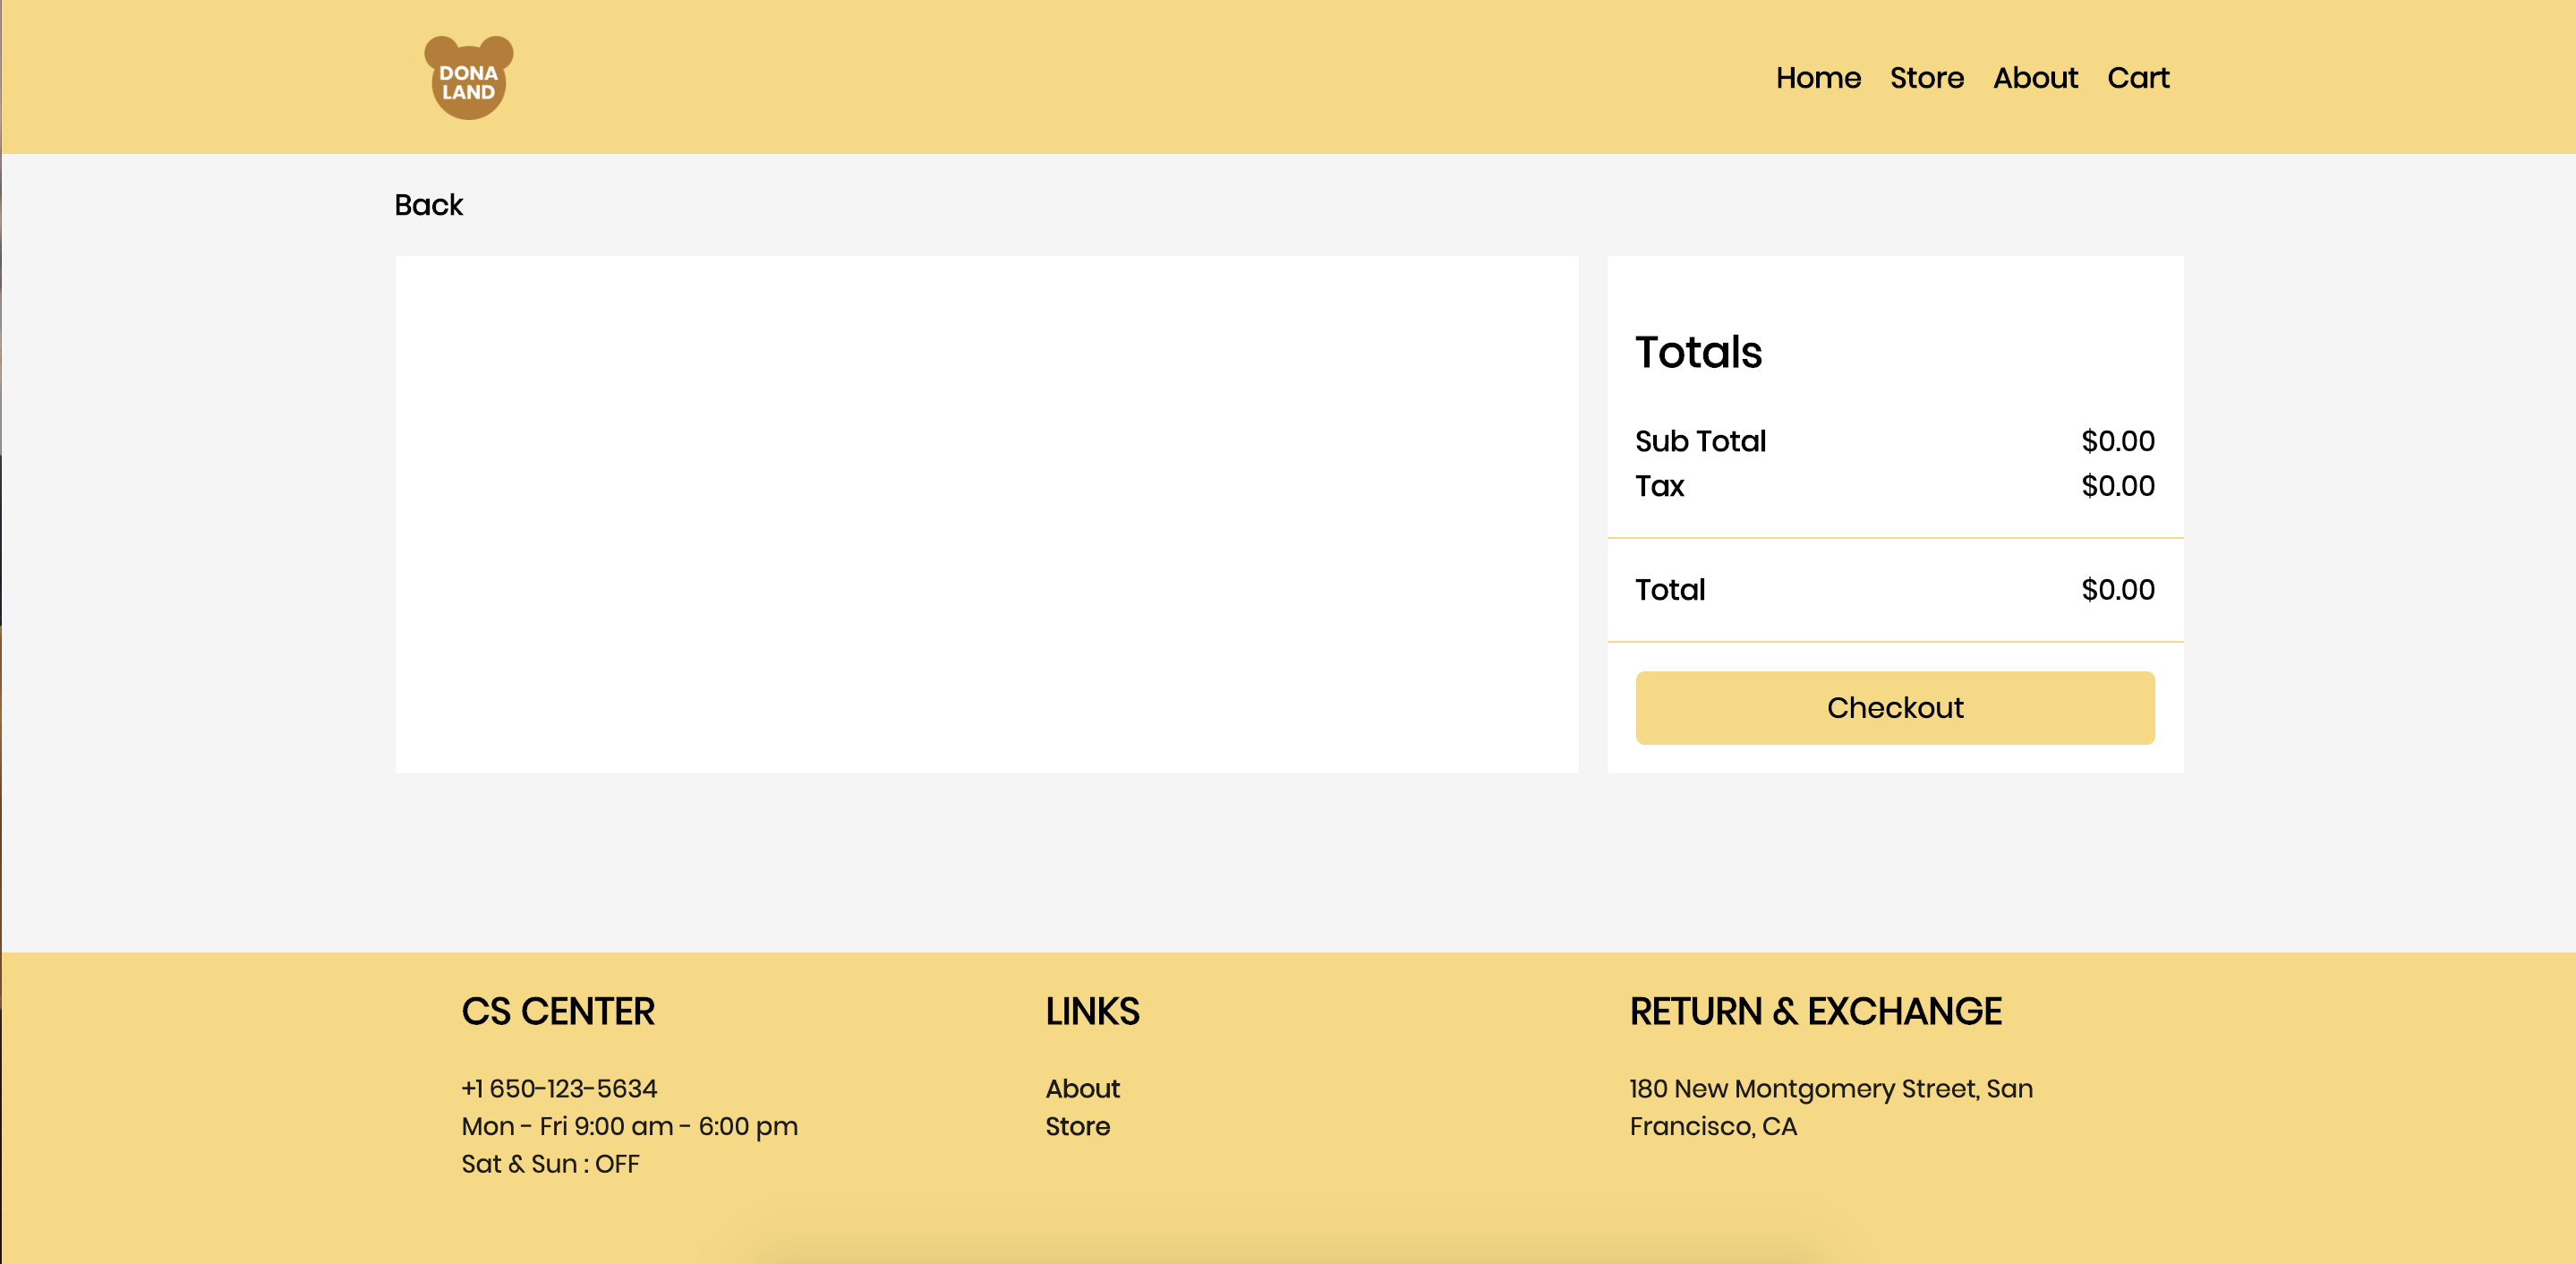 DONA
LAND
Home Store About Cart
Back
Totals
Sub Total $0.00
Tax $0.00
Total $0.00
Checkout
CS CENTER
+1 650-123-5634
Mon - Fri 9:00 am - 6:00 pm
Sat & Sun : OFF
LINKS
About
Store
RETURN & EXCHANGE
180 New Montgomery Street, San
Francisco, CA